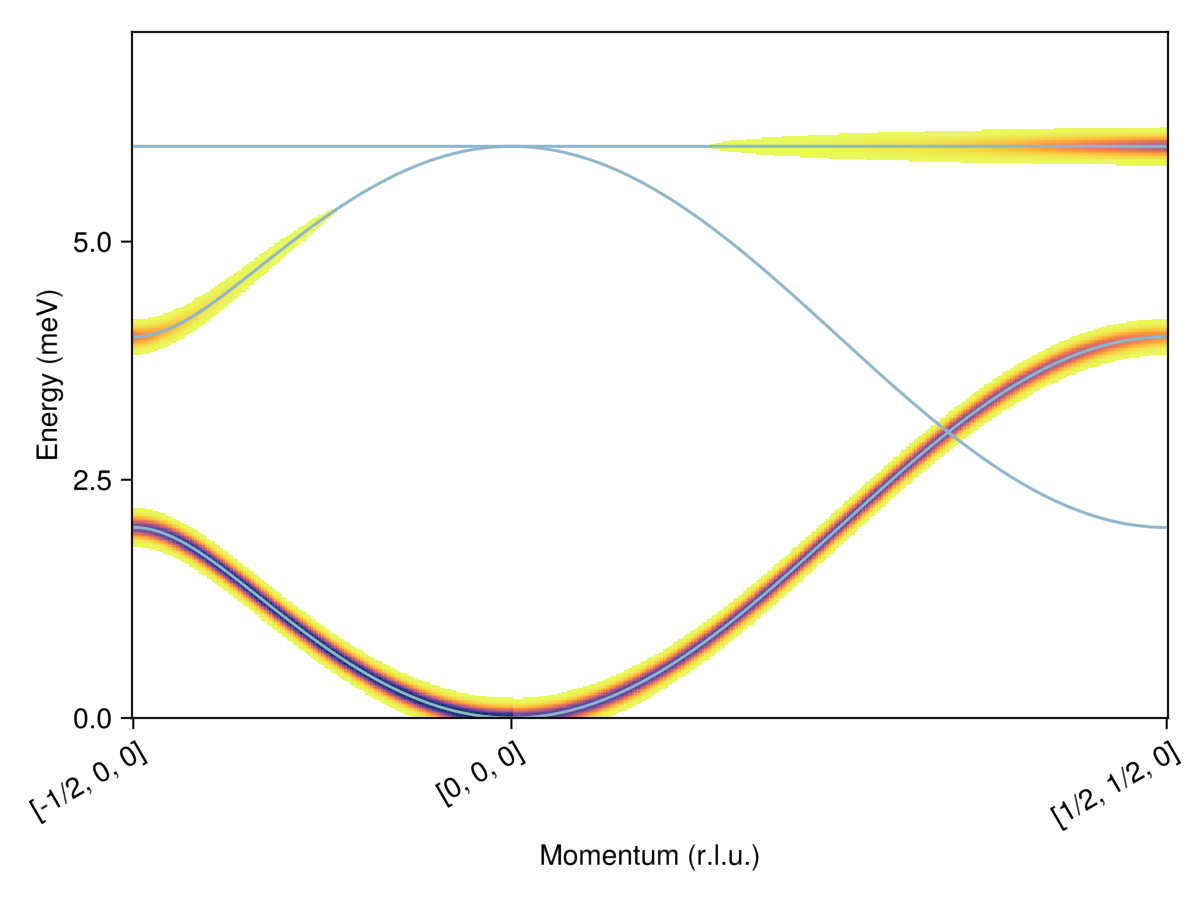 5.0
2.5
0.0
Energy (meV)
[-1/2, 0, 0]
[0, 0, 0]
[1/2, 1/2, 0]
Momentum (r.l.u.)